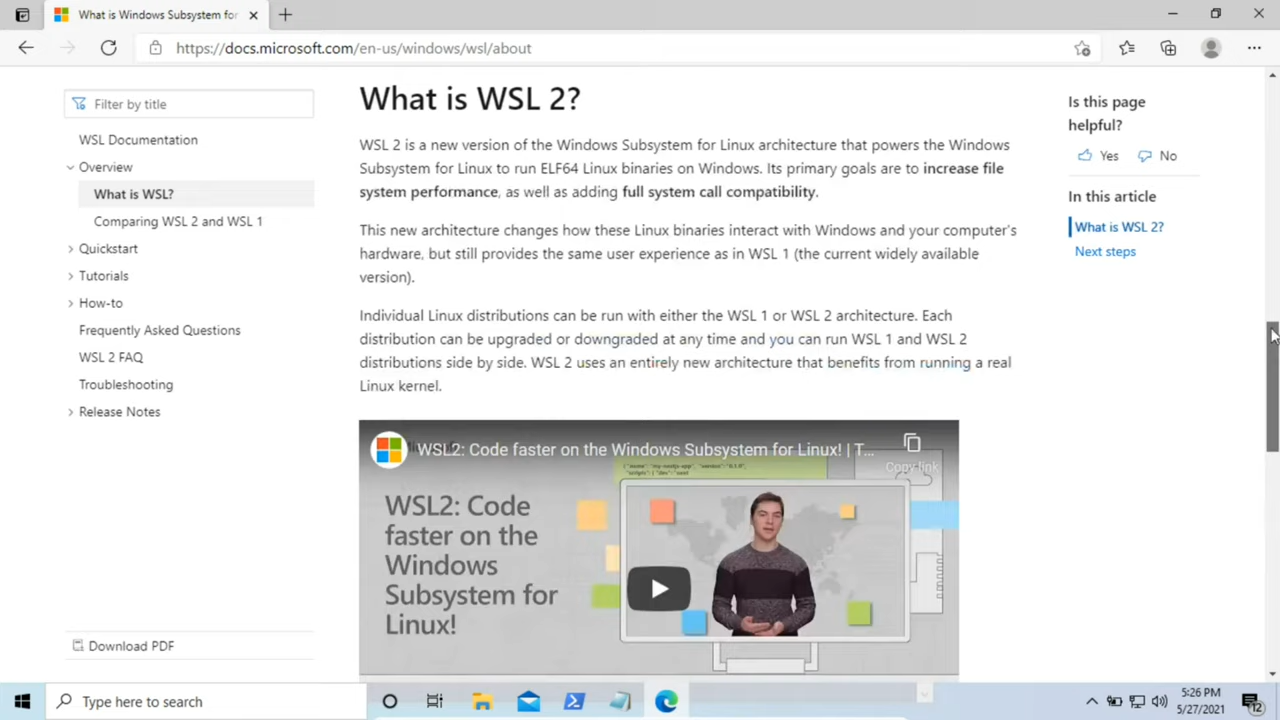 What is Windows Subsystem for
https://docs.microsoft.com/en-us/windows/wsl/about
Filter by title
WSL Documentation
Overview
What is WSL?
Comparing WSL 2 and WSL 1
Quickstart
Tutorials
How-to
Frequently Asked Questions
WSL 2 FAQ
Troubleshooting
Release Notes
Download PDF
What is WSL 2?
WSL 2 is a new version of the Windows Subsystem for Linux architecture that powers the Windows
Subsystem for Linux to run ELF64 Linux binaries on Windows. Its primary goals are to increase file
system performance, as well as adding full system call compatibility.
This new architecture changes how these Linux binaries interact with Windows and your computer's
hardware, but still provides the same user experience as in WSL 1 (the current widely available
version).
Individual Linux distributions can be run with either the WSL 1 or WSL 2 architecture. Each
distribution can be upgraded or downgraded at any time and you can run WSL 1 and WSL 2
distributions side by side. WSL 2 uses an entirely new architecture that benefits from running a real
Linux kernel.
WSL2: Code faster on the Windows Subsystem for Linux! | T...
Copy link
WSL2: Code
faster on the
Windows
Subsystem for
Linux!
Is this page
helpful?
Yes
No
In this article
What is WSL 2?
Next steps
Type here to search
5:26 PM
5/27/2021
12